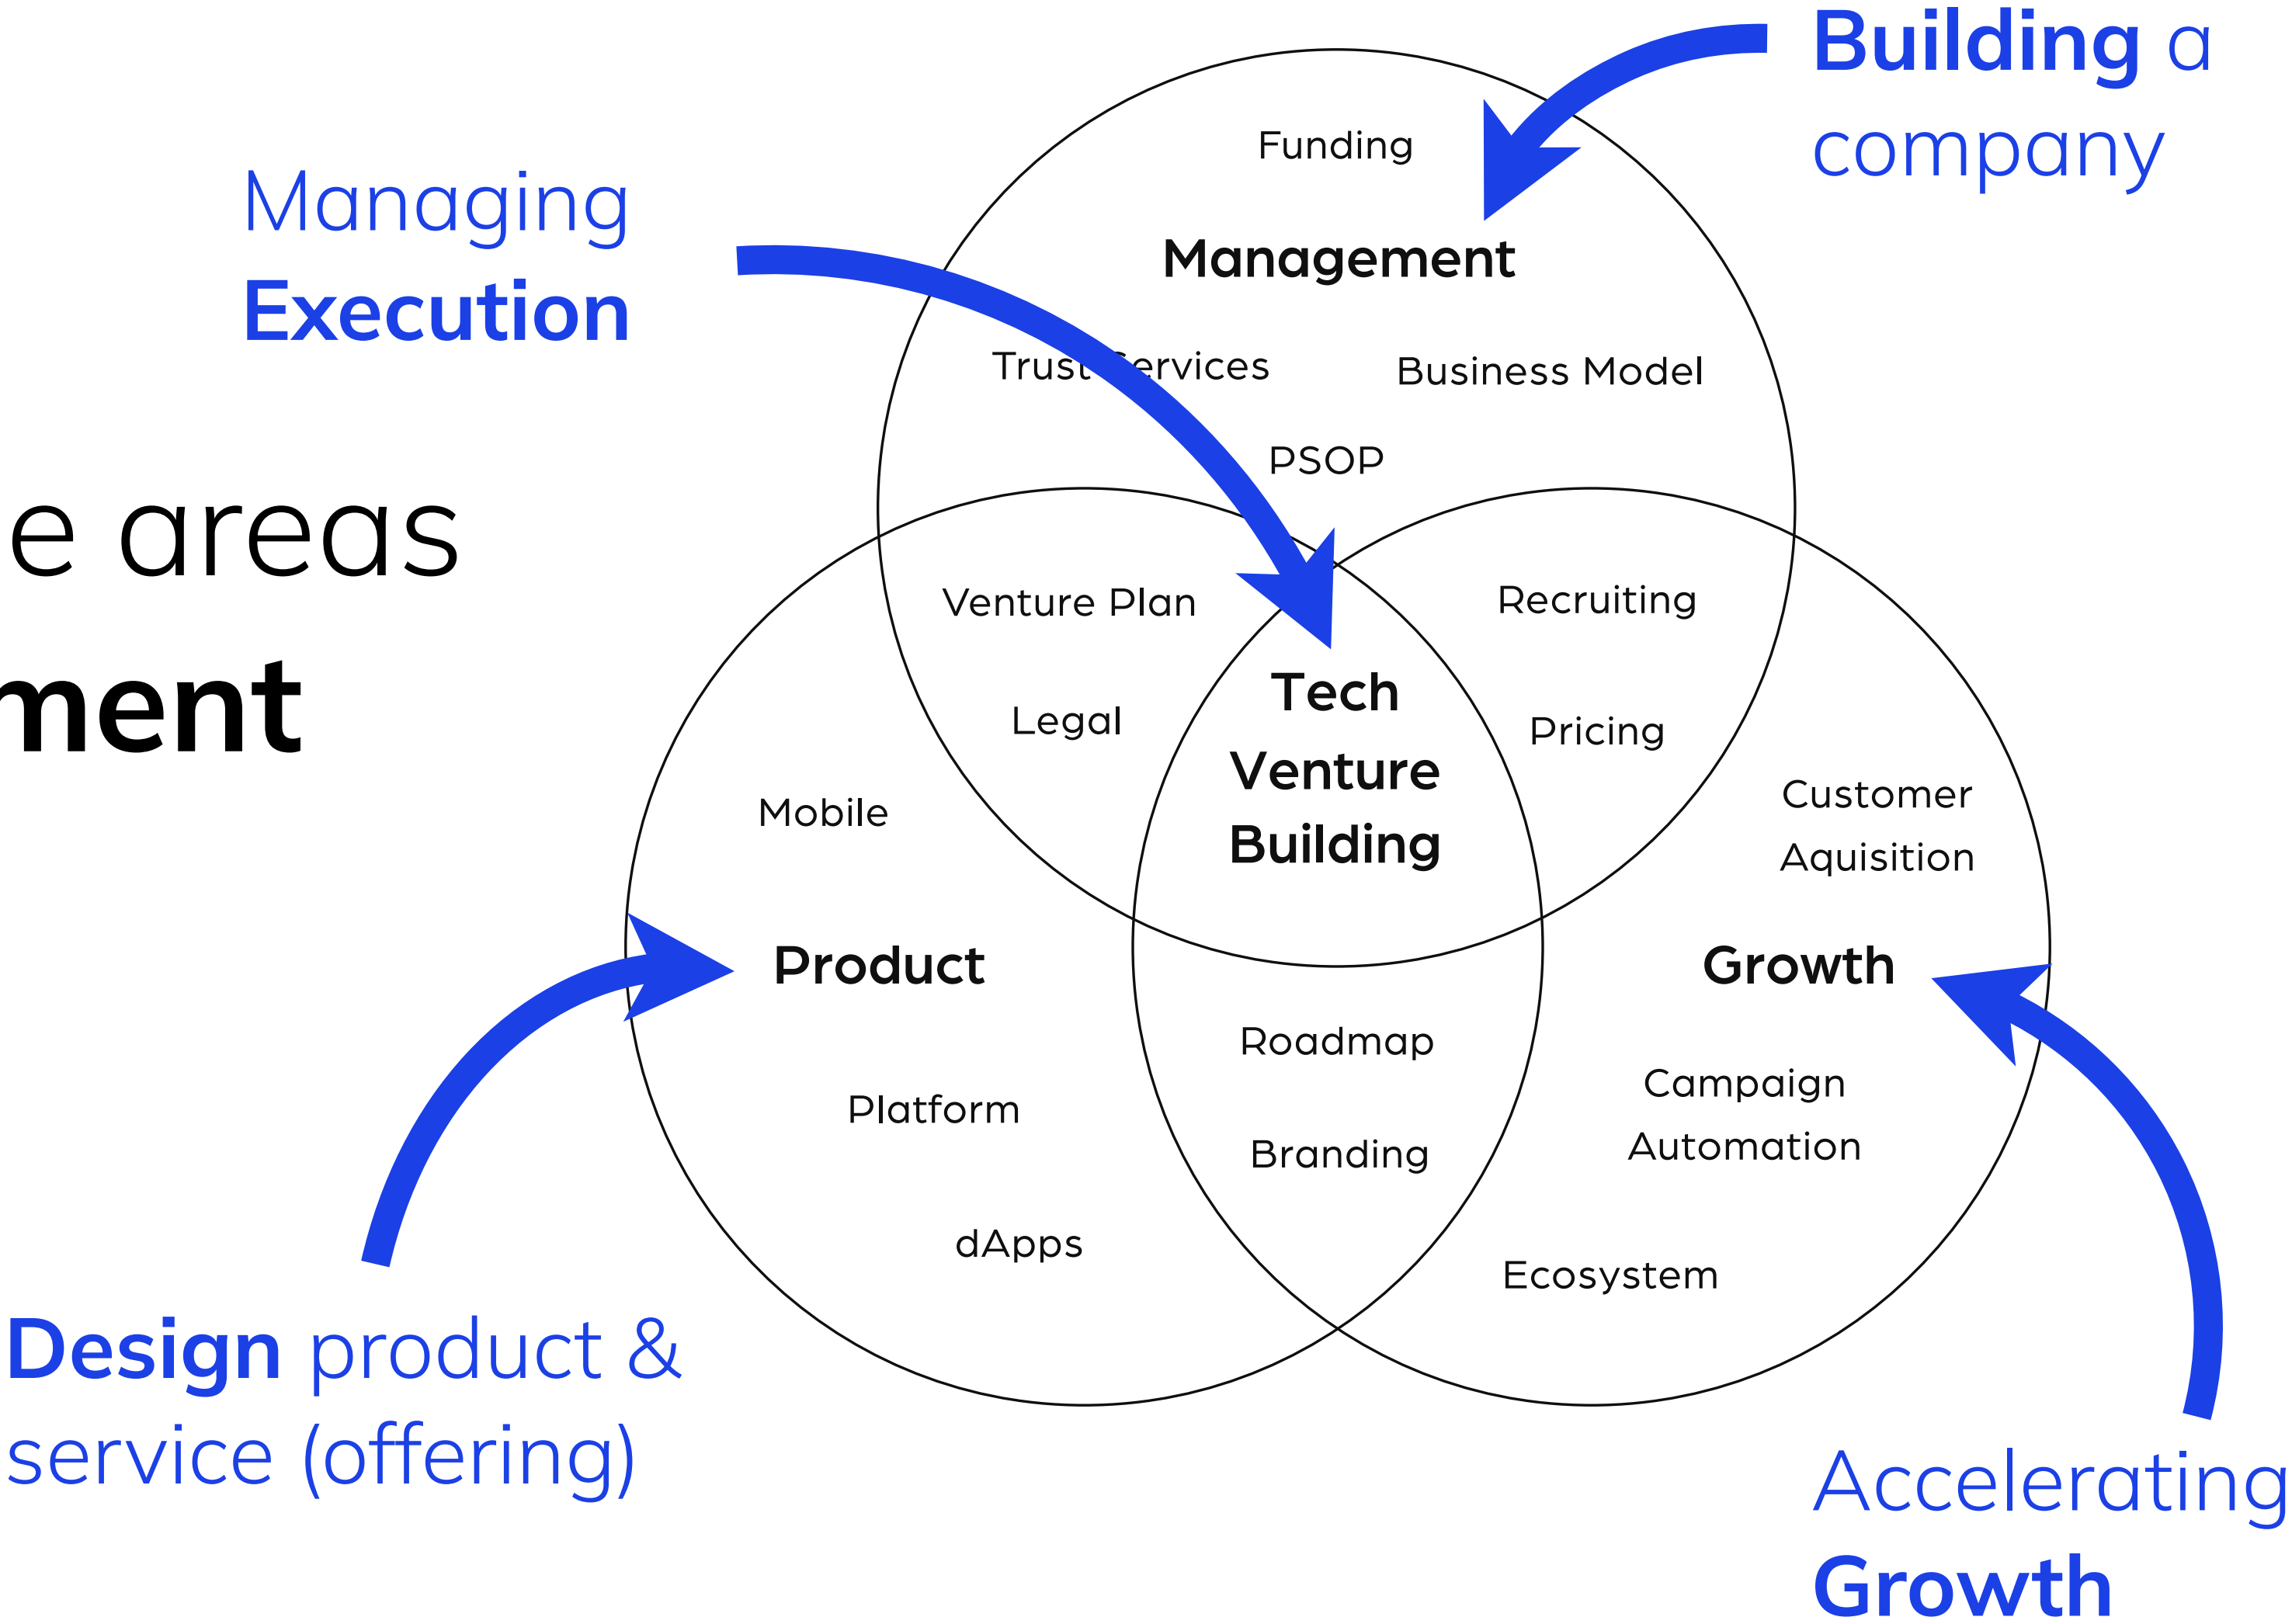 Building a
company
Managing
Execution
e areas
ment
Funding
Management
Trust Services
Business Model
PSOP
Venture Plan
Legal
Recruiting
Pricing
Tech
Venture
Building
Mobile
Product
Platform
dApps
Customer
Aquisition
Growth
Roadmap
Branding
Campaign
Automation
Ecosystem
Design product &
service (offering)
Accelerating
Growth